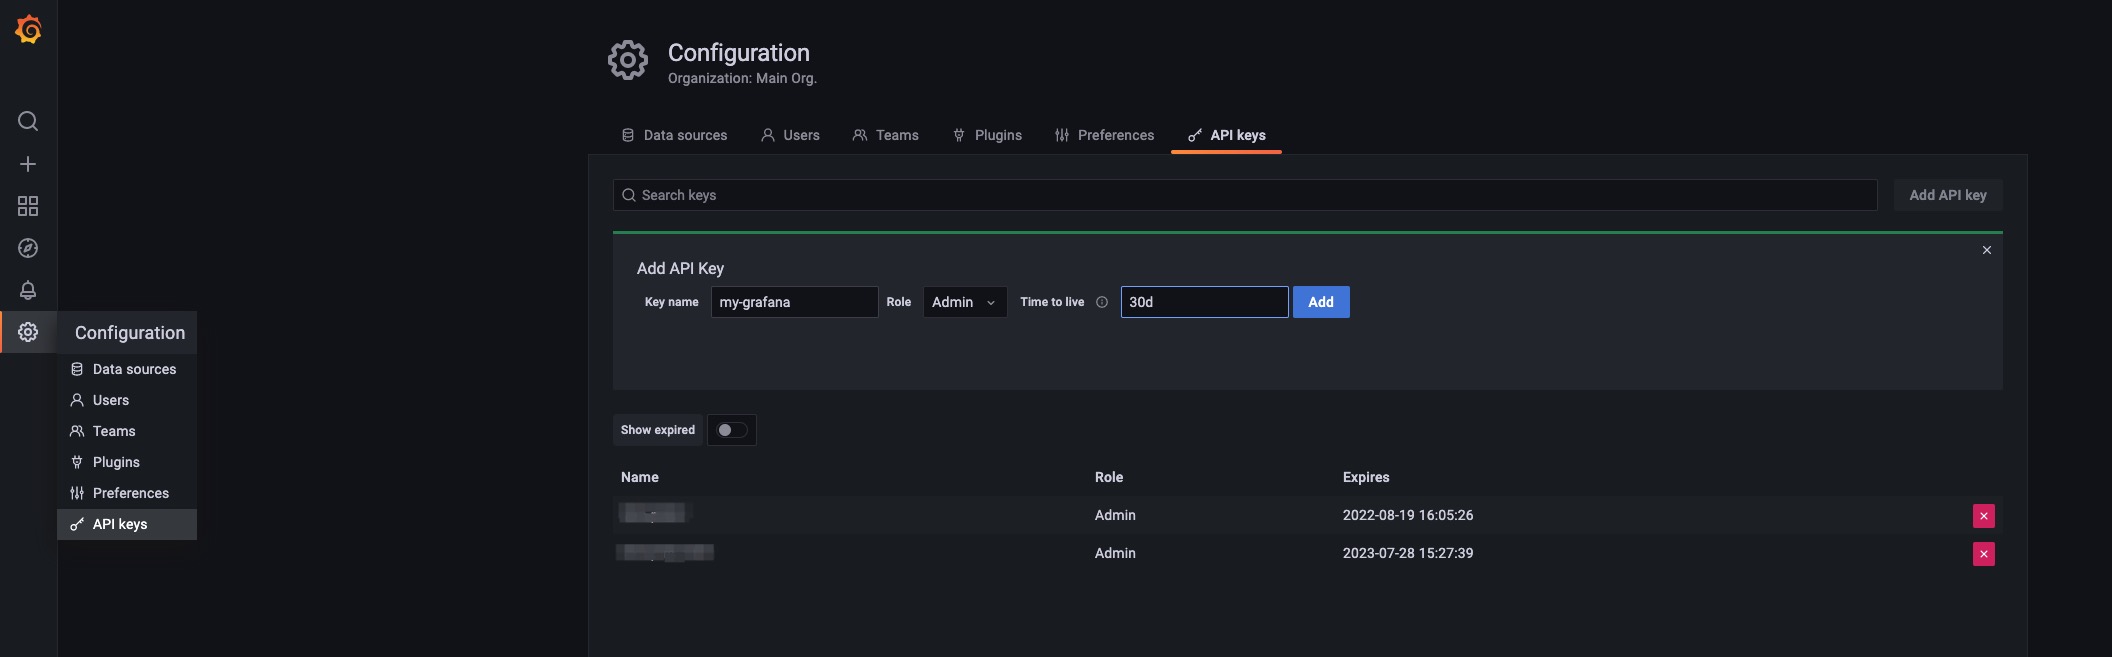 Configuration
Organization: Main Org.
Data sources Users Teams Plugins Preferences API keys
Search keys Add API key
Add API Key
Key name my-grafana Role Admin Time to live 30d Add
Configuration
Data sources
Users
Teams
Plugins
Preferences
API keys
Show expired
Name Role Expires
Admin 2022-08-19 16:05:26
Admin 2023-07-28 15:27:39